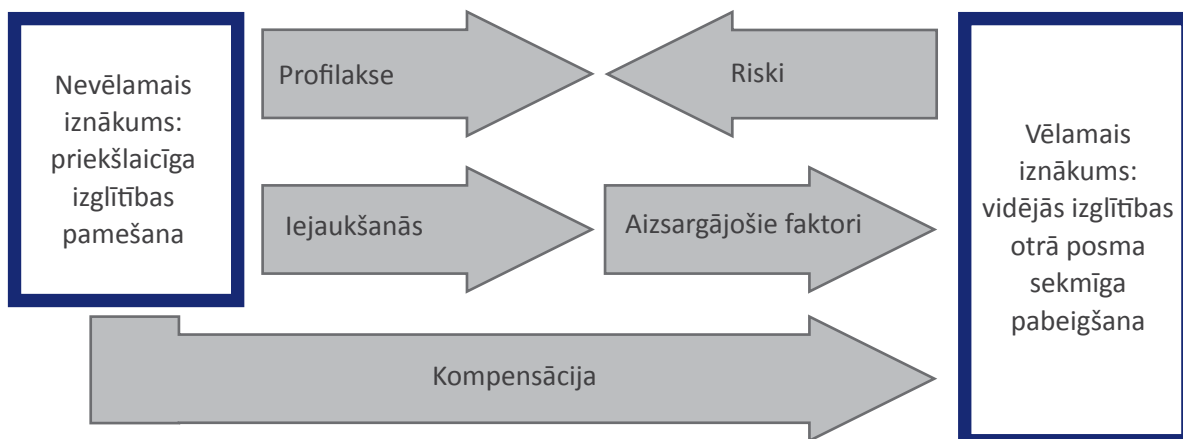 Nevēlamais
iznākums:
priekšlaicīga
izglītības
pamešana
Profilakse
Riski
Iejaukšanās
Aizsargājošie faktori
Kompensācija
Vēlamais
iznākums:
vidējās izglītības
otrā posma
sekmīga
pabeigšana